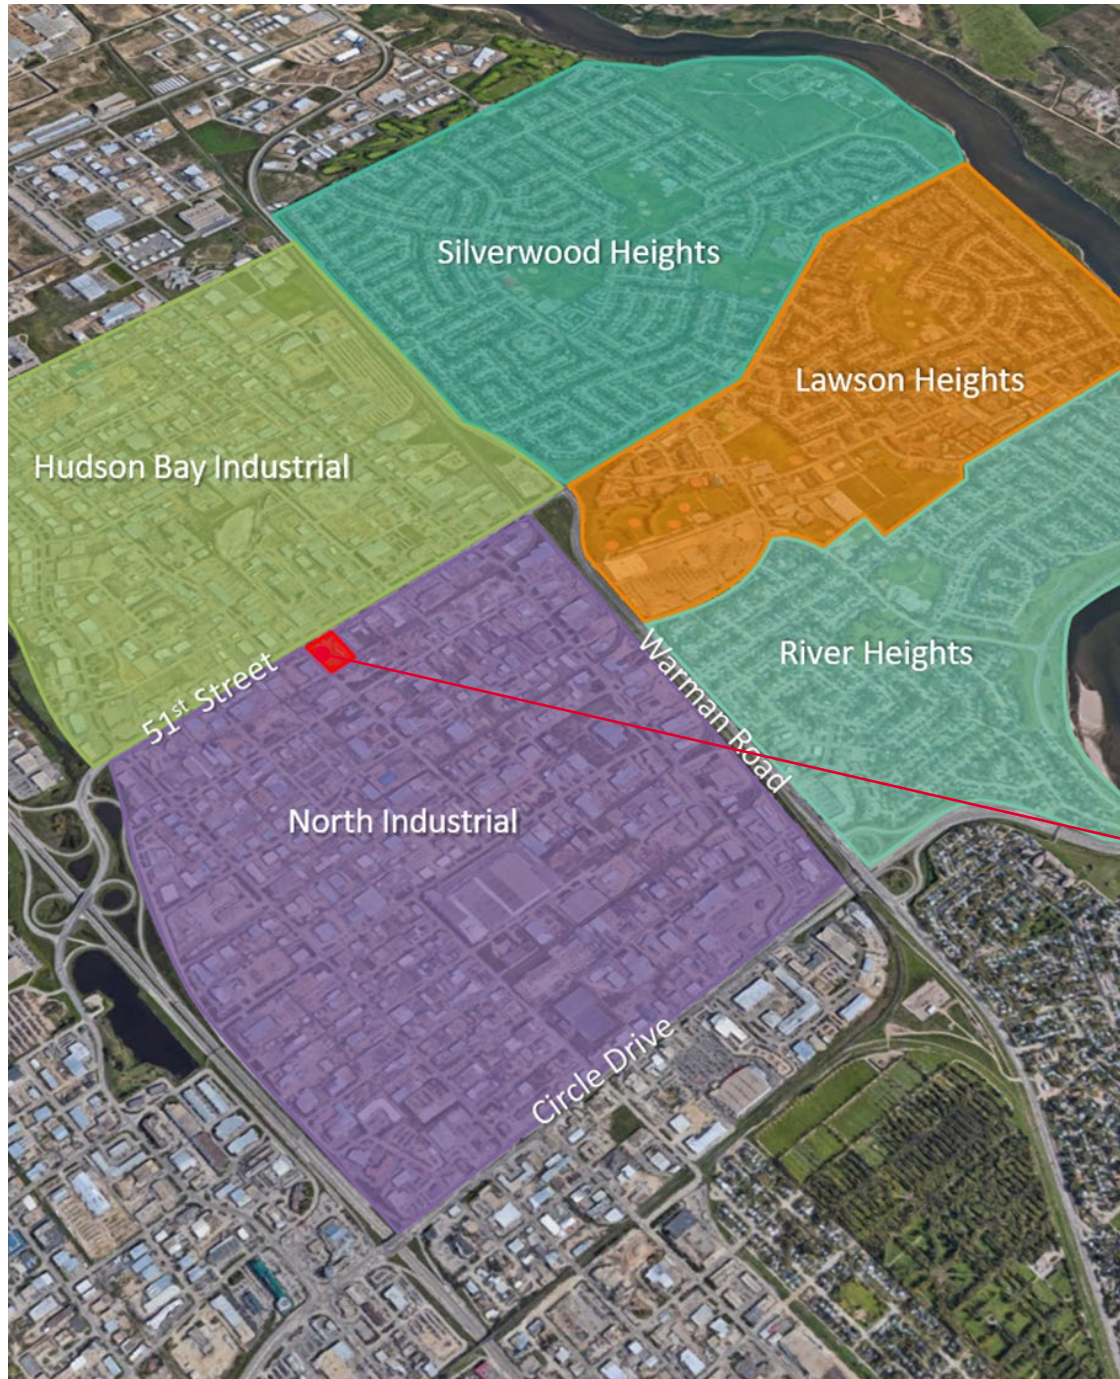 Silverwood Heights
Lawson Heights
Hudson Bay Industrial
River Heights
51st Street
Warman Road
North Industrial
Circle Drive